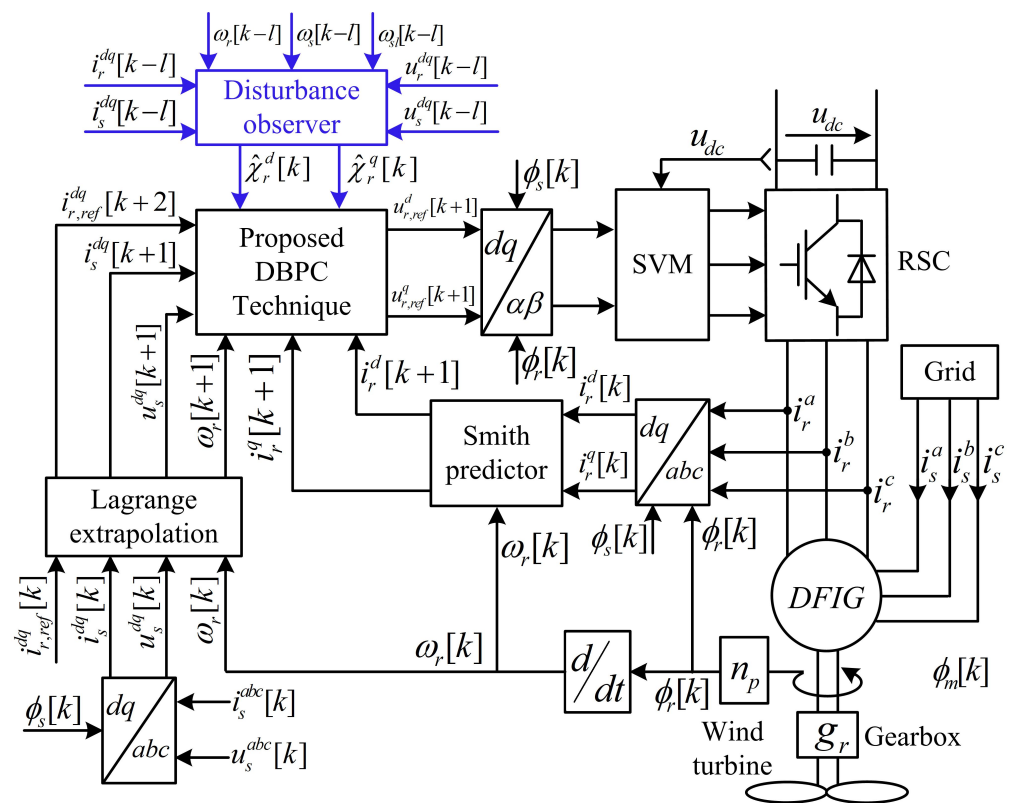 ω_r[k−l] ω_s[k−l] ω_sl[k−l]
i_r^{dq}[k−l]
u_r^{dq}[k−l]
Disturbance
observer
i_s^{dq}[k−l]
u_s^{dq}[k−l]
u_dc
u_dc
χ̂_r^d[k] χ̂_r^q[k]
ϕ_s[k]
i_{r,ref}^{dq}[k+2]
i_s^{dq}[k+1]
u_s^{dq}[k+1]
ω_r[k+1]
i_r^q[k+1]
i_r^d[k+1]
Proposed
DBPC
Technique
u_{r,ref}^d[k+1]
u_{r,ref}^q[k+1]
dq
αβ
ϕ_r[k]
SVM
RSC
Grid
i_s^a i_s^b i_s^c
i_r^a
i_r^b
i_r^c
i_r^d[k]
i_r^q[k]
dq
abc
ϕ_s[k]
ϕ_r[k]
Smith
predictor
ω_r[k]
Lagrange
extrapolation
i_{r,ref}^{dq}[k]
i_s^{dq}[k]
u_s^{dq}[k]
ω_r[k]
DFIG
ω_r[k]
d/dt
ϕ_r[k]
n_p
ϕ_m[k]
ϕ_s[k]
dq
abc
i_s^{abc}[k]
u_s^{abc}[k]
Wind
turbine
g_r
Gearbox